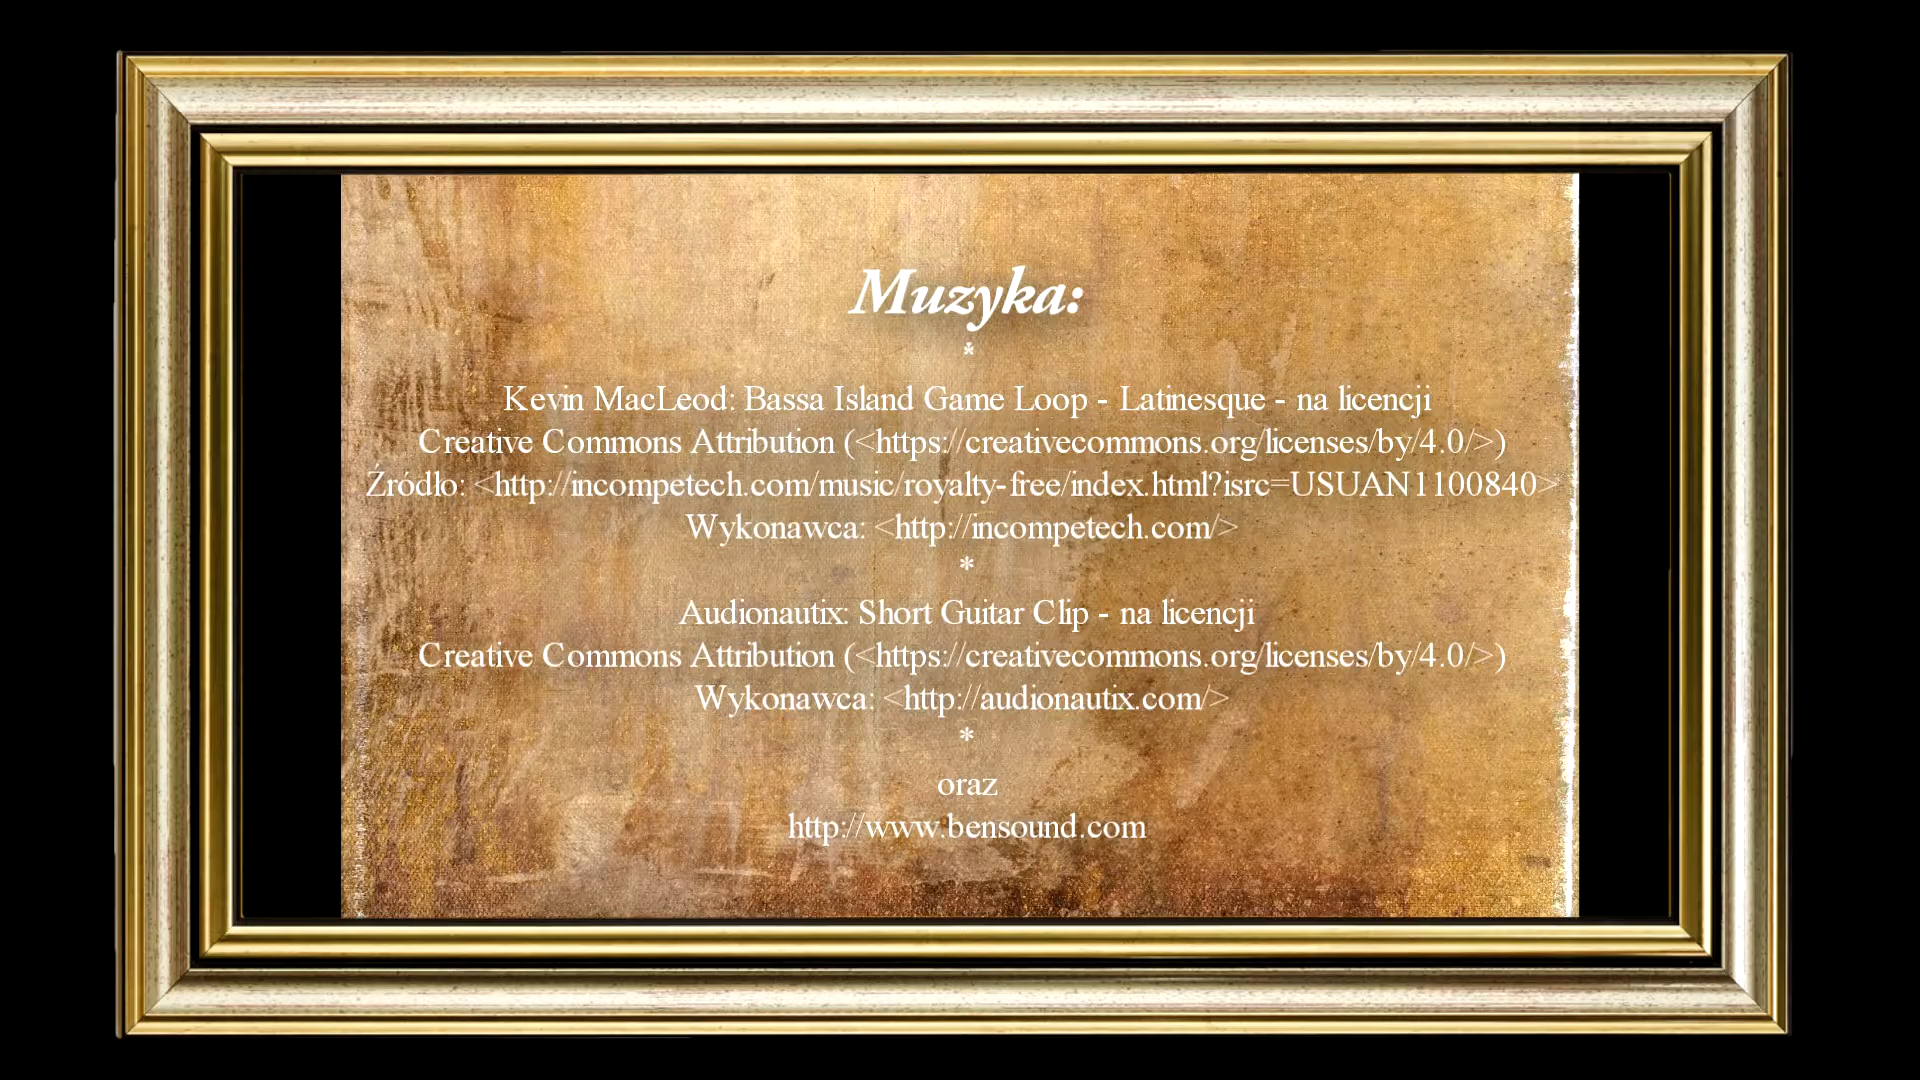 Muzyka:
*
Kevin MacLeod: Bassa Island Game Loop - Latinesque - na licencji
Creative Commons Attribution (<https://creativecommons.org/licenses/by/4.0/>)
Źródło: <http://incompetech.com/music/royalty-free/index.html?isrc=USUAN1100840>
Wykonawca: <http://incompetech.com/>
*
Audionautix: Short Guitar Clip - na licencji
Creative Commons Attribution (<https://creativecommons.org/licenses/by/4.0/>)
Wykonawca: <http://audionautix.com/>
*
oraz
http://www.bensound.com